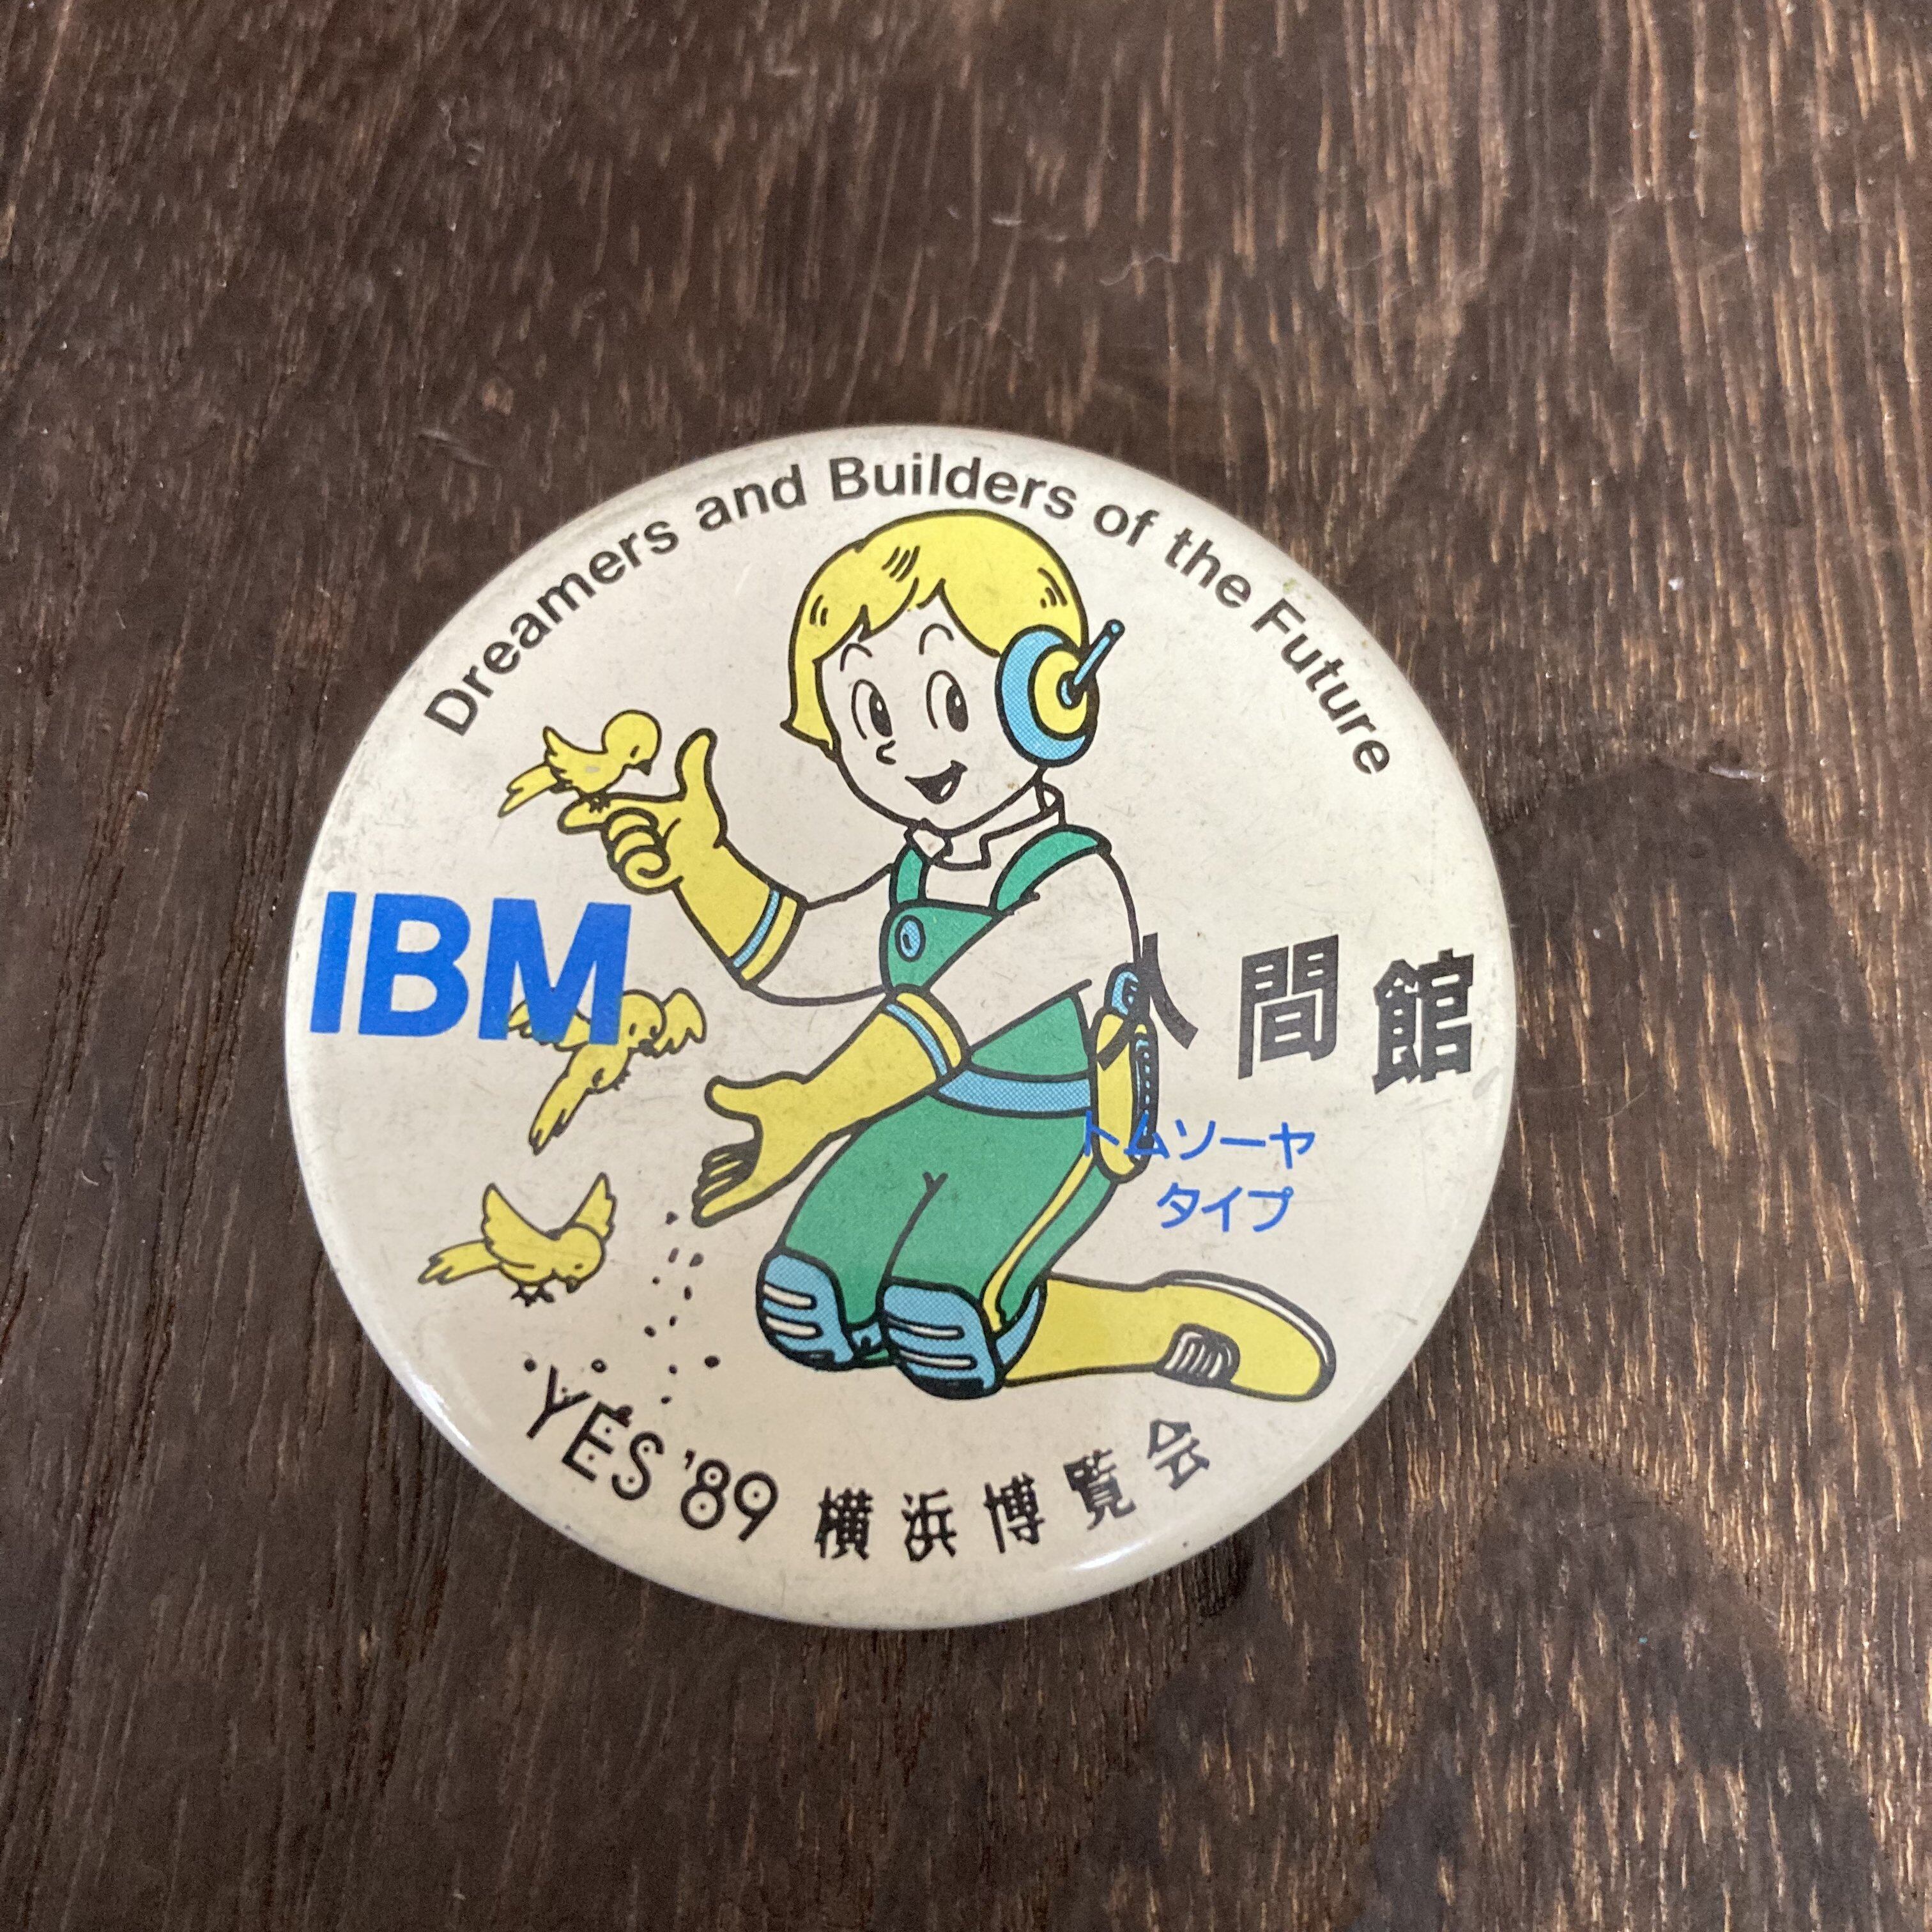 Dreamers and Builders of the Future
IBM
人間館
トムソーヤ
タイプ
YES '89 横浜博覧会